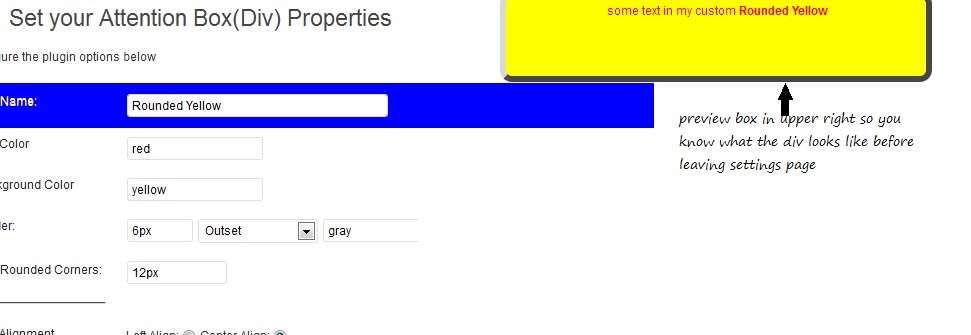 Set your Attention Box(Div) Properties
some text in my custom Rounded Yellow
gure the plugin options below
Name: Rounded Yellow
preview box in upper right so you
know what the div looks like before
leaving settings page
Color red
kground Color yellow
ler: 6px Outset gray
Rounded Corners: 12px
Alignment Left Align: Center Align: